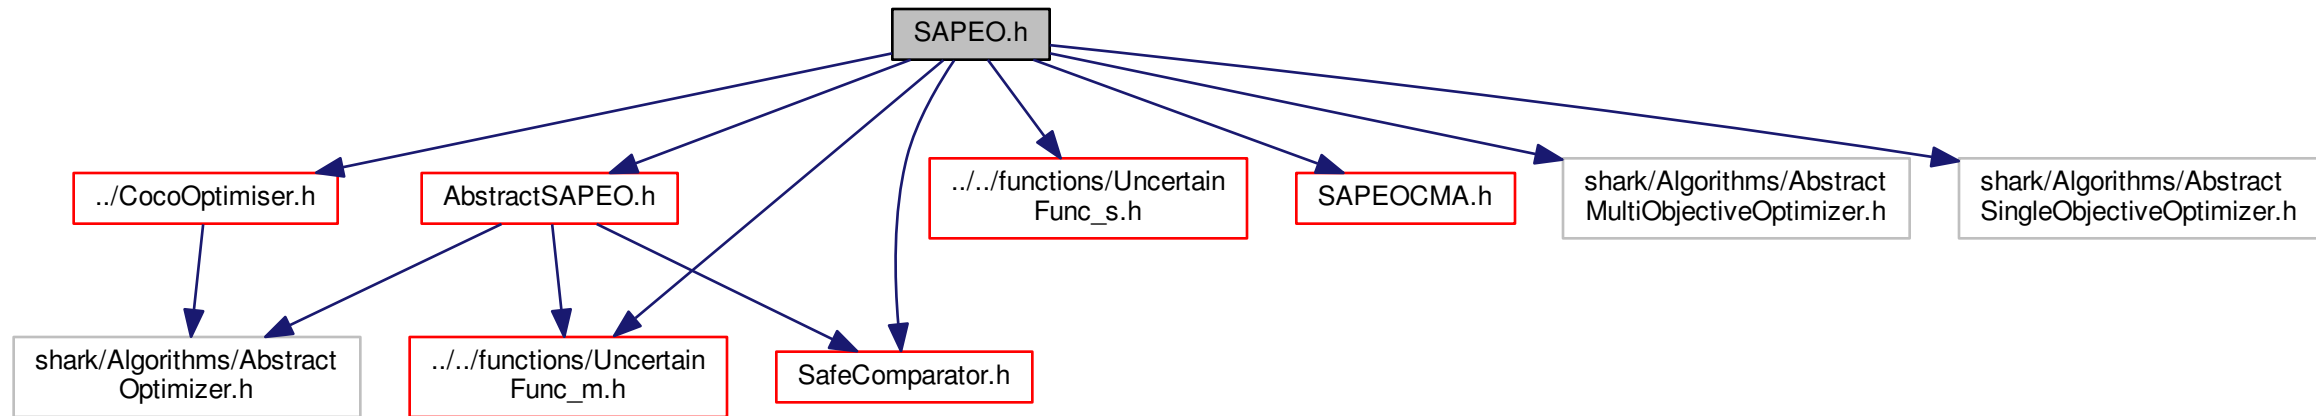 SAPEO.h
../CocoOptimiser.h
AbstractSAPEO.h
../../functions/Uncertain
Func_s.h
SAPEOCMA.h
shark/Algorithms/Abstract
MultiObjectiveOptimizer.h
shark/Algorithms/Abstract
SingleObjectiveOptimizer.h
shark/Algorithms/Abstract
Optimizer.h
../../functions/Uncertain
Func_m.h
SafeComparator.h